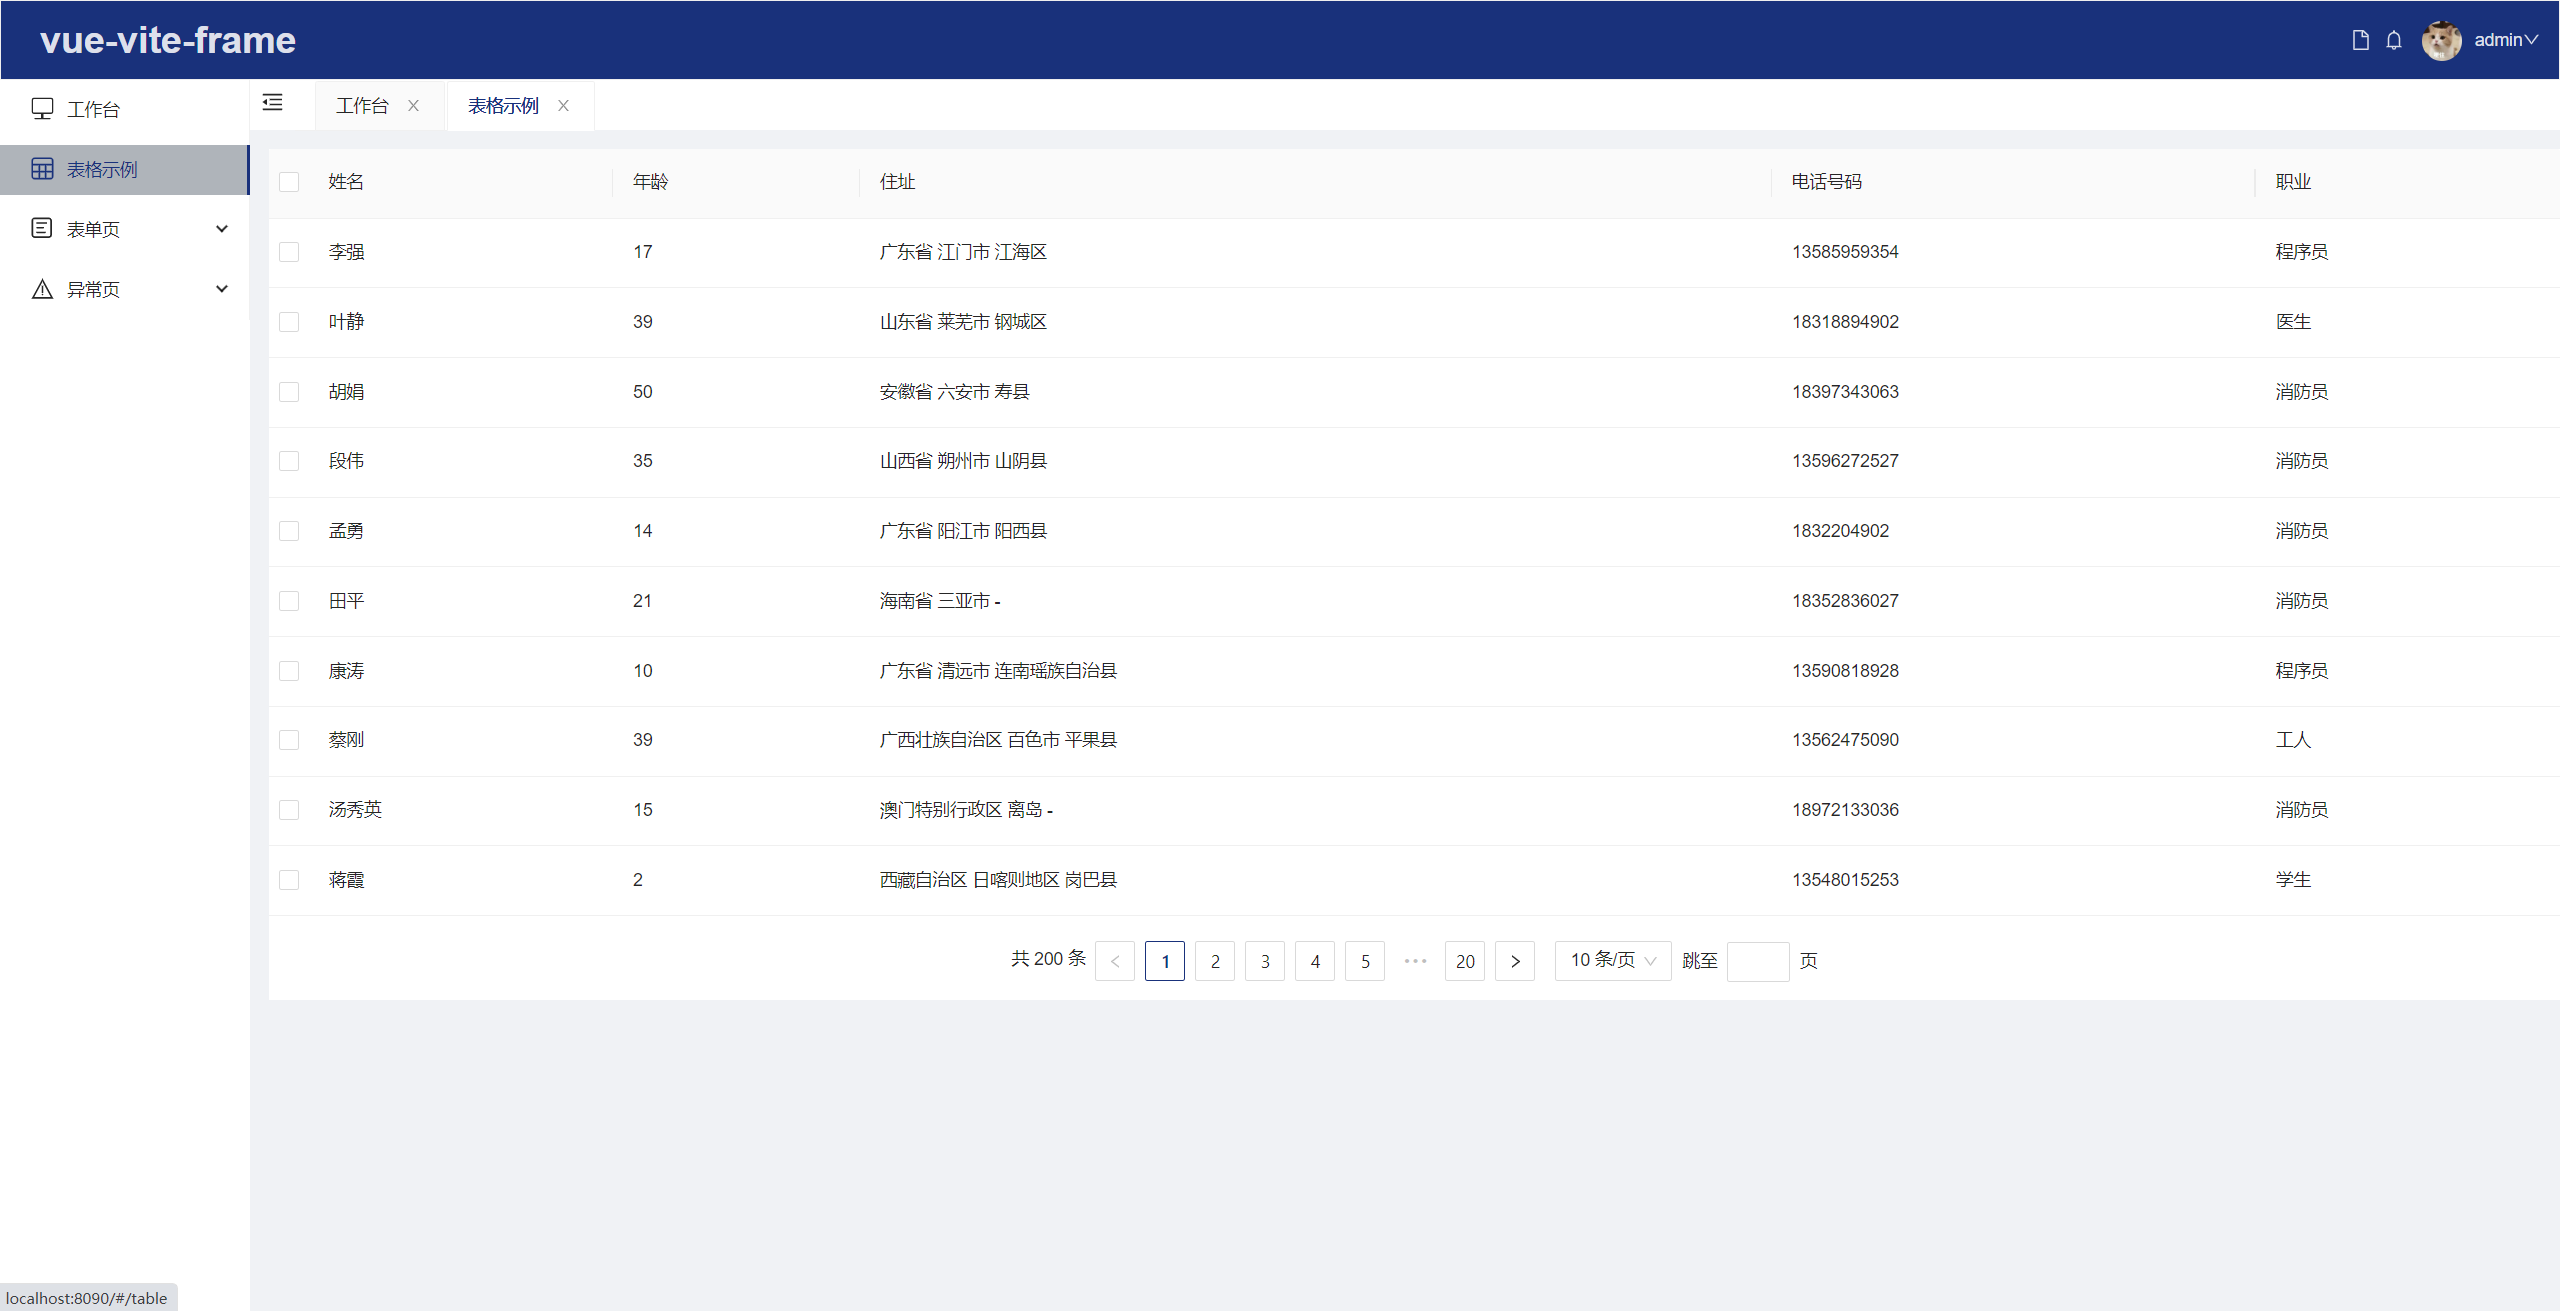 vue-vite-frame
admin
工作台
表格示例
表单页
异常页
工作台
表格示例
姓名 年龄 住址 电话号码 职业
李强 17 广东省 江门市 江海区 13585959354 程序员
叶静 39 山东省 莱芜市 钢城区 18318894902 医生
胡娟 50 安徽省 六安市 寿县 18397343063 消防员
段伟 35 山西省 朔州市 山阴县 13596272527 消防员
孟勇 14 广东省 阳江市 阳西县 1832204902 消防员
田平 21 海南省 三亚市 - 18352836027 消防员
康涛 10 广东省 清远市 连南瑶族自治县 13590818928 程序员
蔡刚 39 广西壮族自治区 百色市 平果县 13562475090 工人
汤秀英 15 澳门特别行政区 离岛 - 18972133036 消防员
蒋霞 2 西藏自治区 日喀则地区 岗巴县 13548015253 学生
共 200 条 < 1 2 3 4 5 ••• 20 > 10 条/页 跳至 页
localhost:8090/#/table